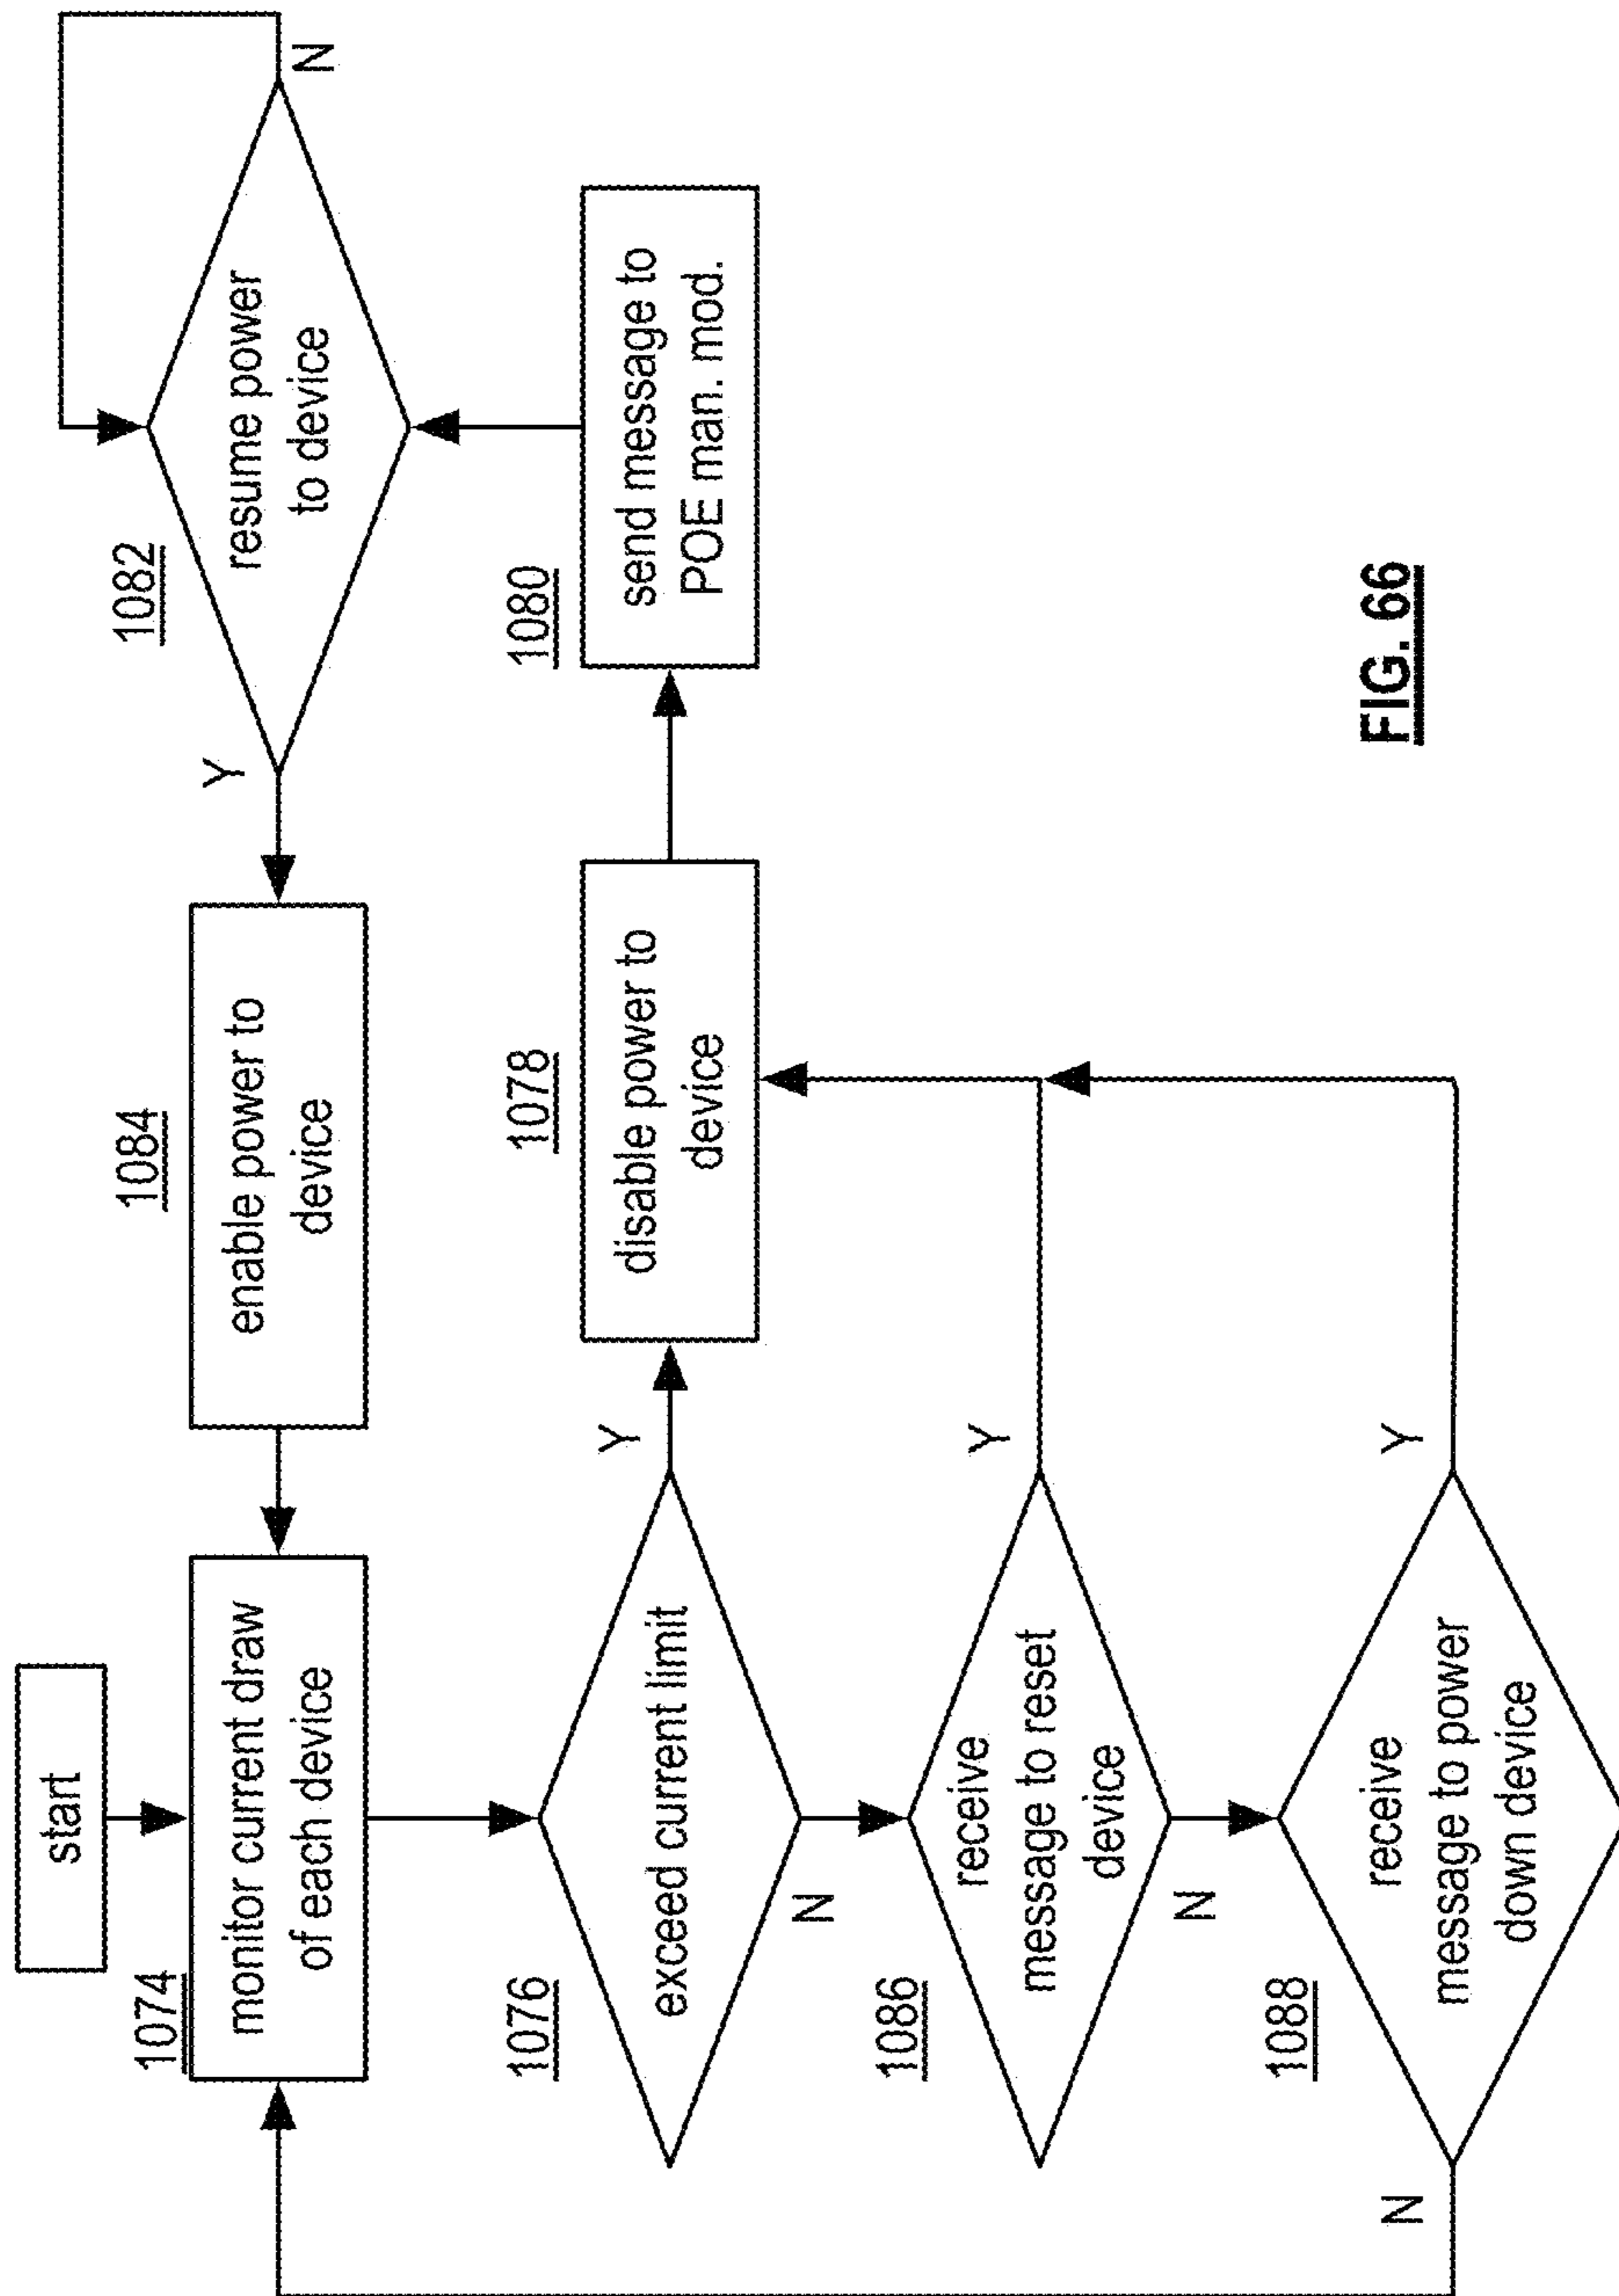 start
1074
monitor current draw
of each device
1084
enable power to
device
Y
1082
resume power
to device
N
1076
exceed current limit
Y
N
1078
disable power to
device
1080
send message to
POE man. mod.
1086
receive
message to reset
device
Y
N
1088
receive
message to power
down device
Y
N
FIG. 66